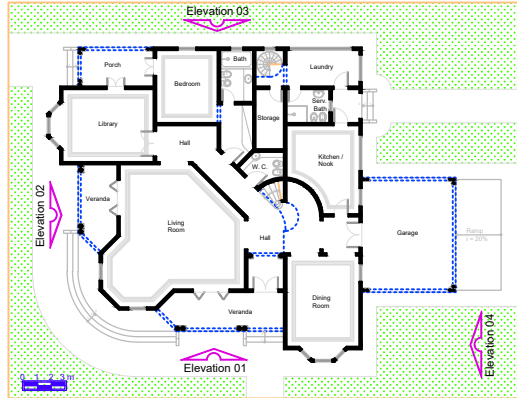 Elevation 03
Porch
Bath
Laundry
Bedroom
Serv.
Bath
Storage
Library
Hall
Kitchen /
Nook
W. C.
Elevation 02
Veranda
Living
Room
Hall
Garage
Ramp
i = 20%
Dining
Room
Veranda
Elevation 04
Elevation 01
0 1 2 3 m